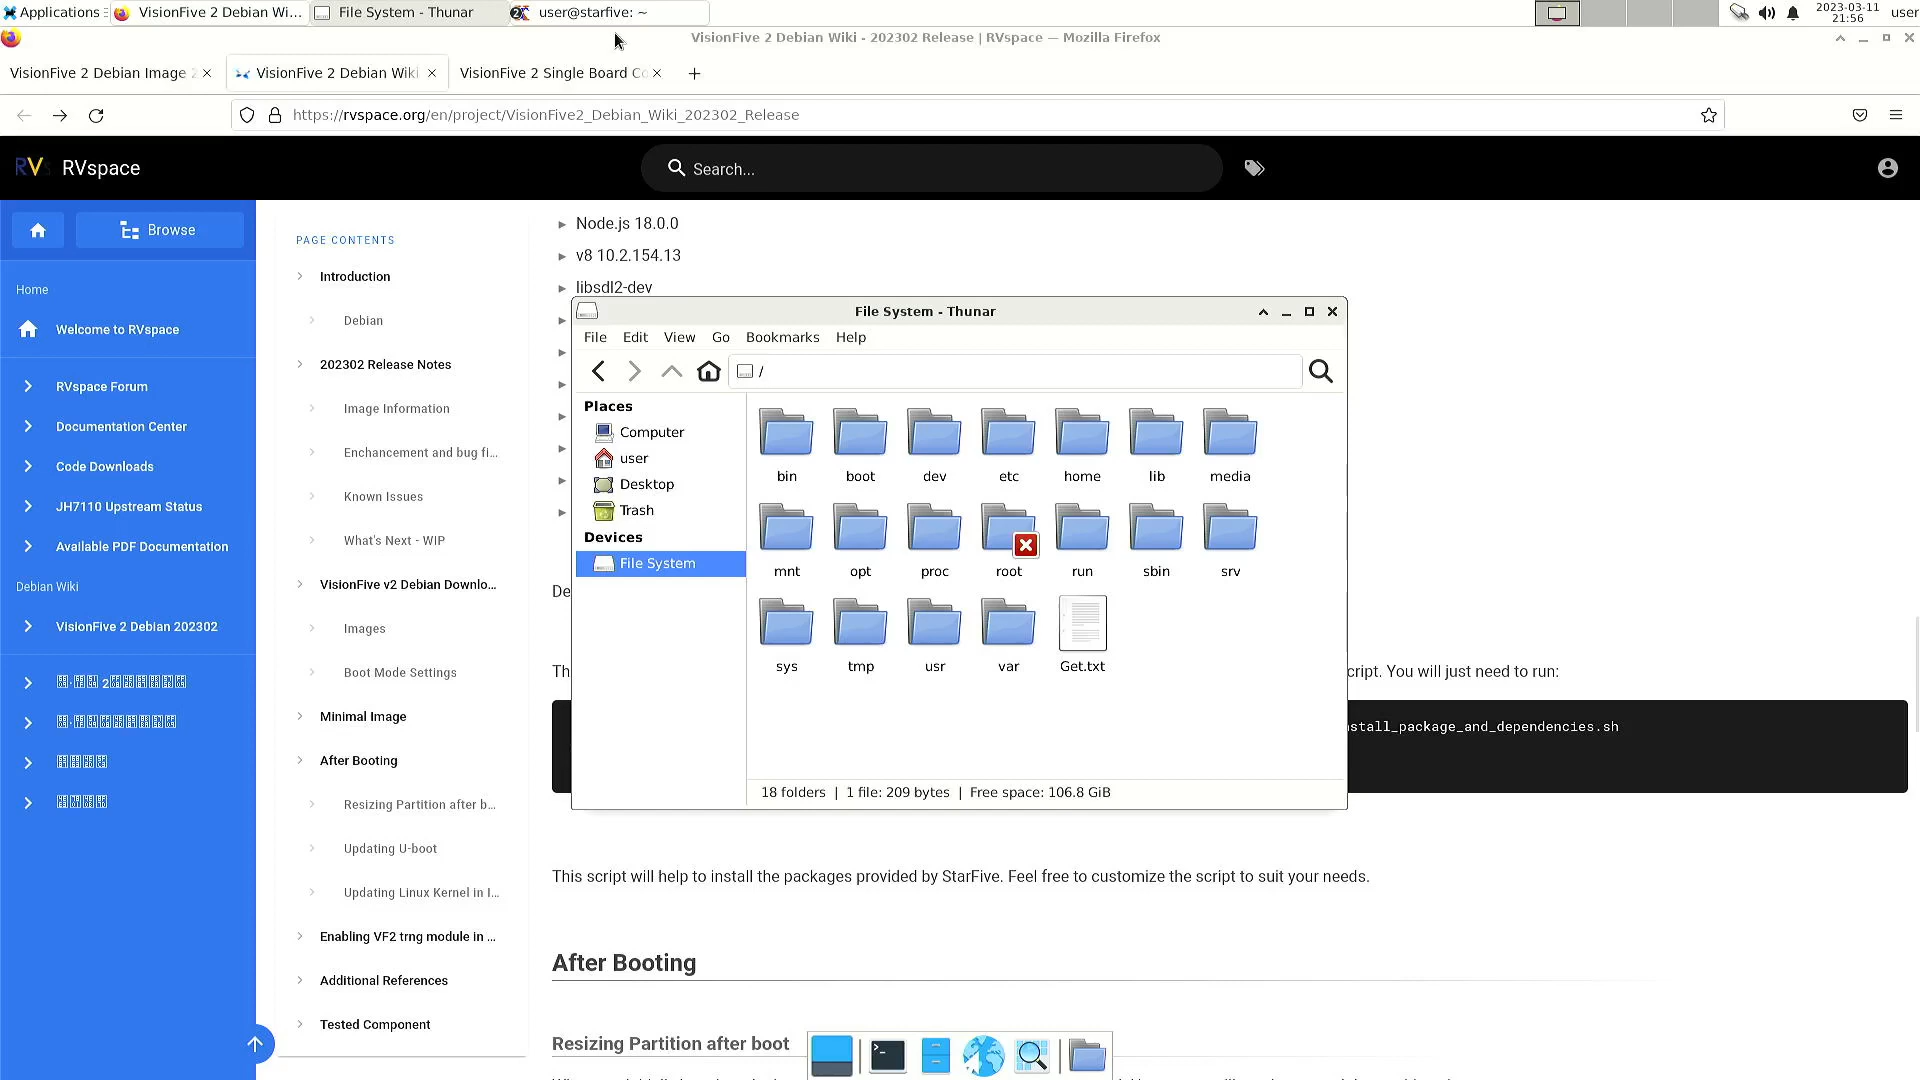 Applications
VisionFive 2 Debian Wi...
File System - Thunar
user@starfive: ~
2023-03-11
21:56
user
VisionFive 2 Debian Wiki - 202302 Release | RVspace — Mozilla Firefox
VisionFive 2 Debian Image 2
VisionFive 2 Debian Wiki
VisionFive 2 Single Board Co
https://rvspace.org/en/project/VisionFive2_Debian_Wiki_202302_Release
RV
RVspace
Search...
Browse
Home
Welcome to RVspace
RVspace Forum
Documentation Center
Code Downloads
JH7110 Upstream Status
Available PDF Documentation
Debian Wiki
VisionFive 2 Debian 202302
PAGE CONTENTS
Introduction
Debian
202302 Release Notes
Image Information
Enchancement and bug fi...
Known Issues
What's Next - WIP
VisionFive v2 Debian Downlo...
Images
Boot Mode Settings
Minimal Image
After Booting
Resizing Partition after b...
Updating U-boot
Updating Linux Kernel in I...
Enabling VF2 trng module in ...
Additional References
Tested Component
Node.js 18.0.0
v8 10.2.154.13
libsdl2-dev
File System - Thunar
File Edit View Go Bookmarks Help
/
Places
Computer
user
Desktop
Trash
Devices
File System
bin boot dev etc home lib media
mnt opt proc root run sbin srv
sys tmp usr var Get.txt
18 folders | 1 file: 209 bytes | Free space: 106.8 GiB
De
Th
cript. You will just need to run:
nstall_package_and_dependencies.sh
This script will help to install the packages provided by StarFive. Feel free to customize the script to suit your needs.
After Booting
Resizing Partition after boot